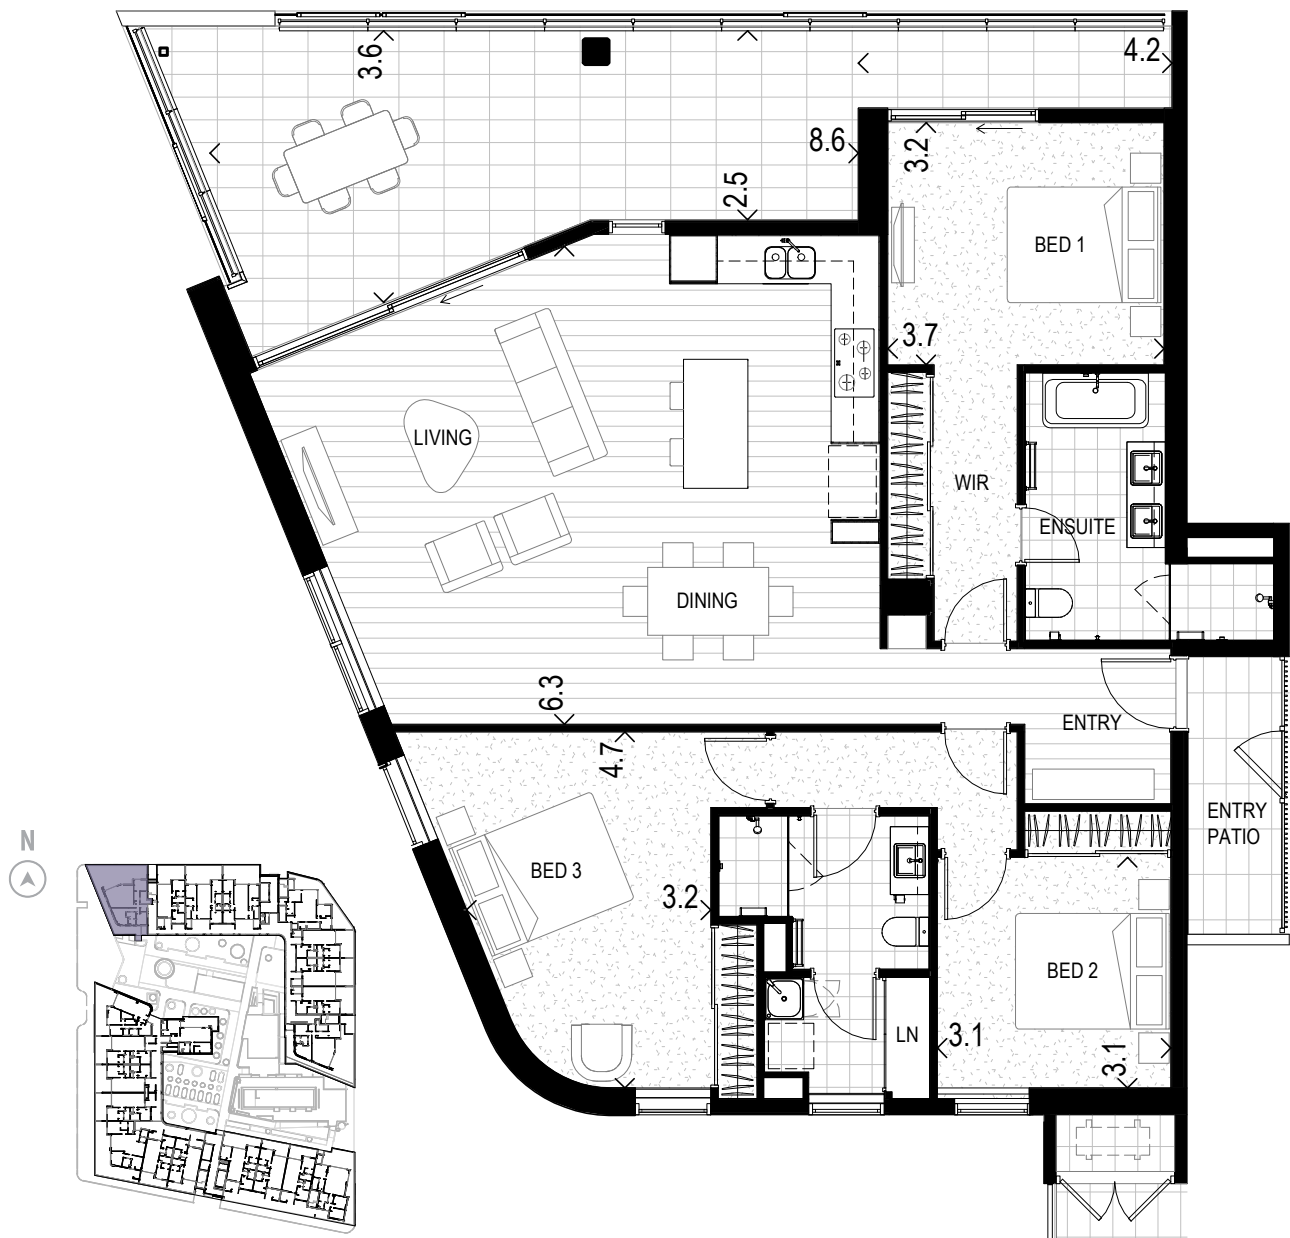 3.6
4.2
8.6
3.2
2.5
BED 1
3.7
LIVING
WIR
ENSUITE
DINING
6.3
ENTRY
4.7
ENTRY
PATIO
N
BED 3
3.2
BED 2
LN
3.1
3.1